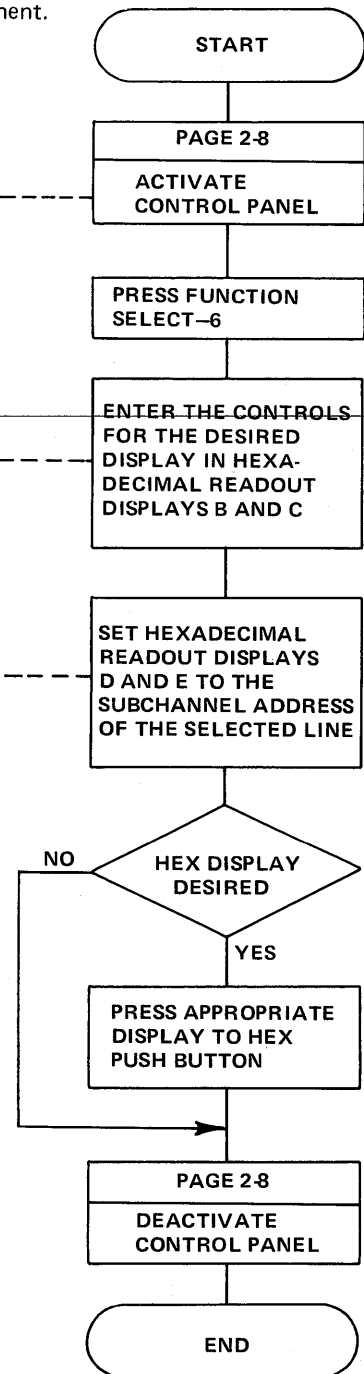 nent.
START
PAGE 2-8
ACTIVATE
CONTROL PANEL
PRESS FUNCTION
SELECT—6
ENTER THE CONTROLS
FOR THE DESIRED
DISPLAY IN HEXA-
DECIMAL READOUT
DISPLAYS B AND C
SET HEXADECIMAL
READOUT DISPLAYS
D AND E TO THE
SUBCHANNEL ADDRESS
OF THE SELECTED LINE
NO
HEX DISPLAY
DESIRED
YES
PRESS APPROPRIATE
DISPLAY TO HEX
PUSH BUTTON
PAGE 2-8
DEACTIVATE
CONTROL PANEL
END